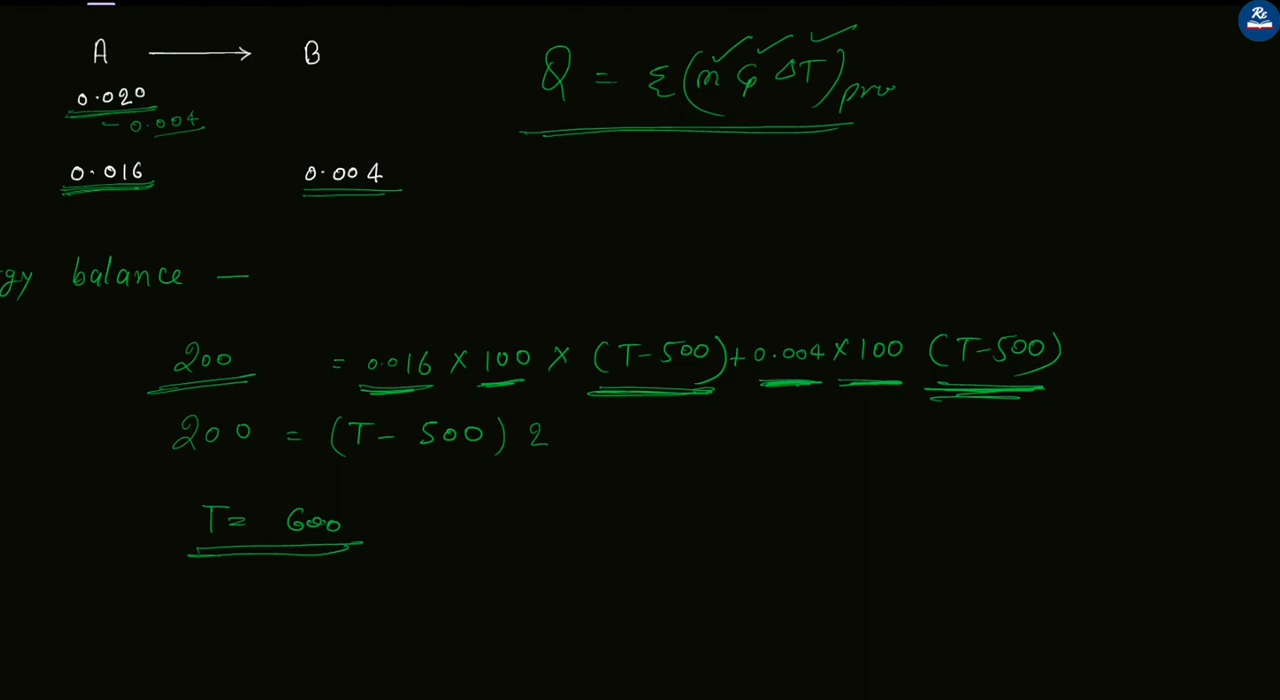 A ⟶ B
Q = Σ(m Cp ΔT)pro
0.020
- 0.004
0.016 0.004
gy balance —
200 = 0.016 × 100 × (T-500) + 0.004 × 100 (T-500)
200 = (T - 500) 2
T = 600
Re